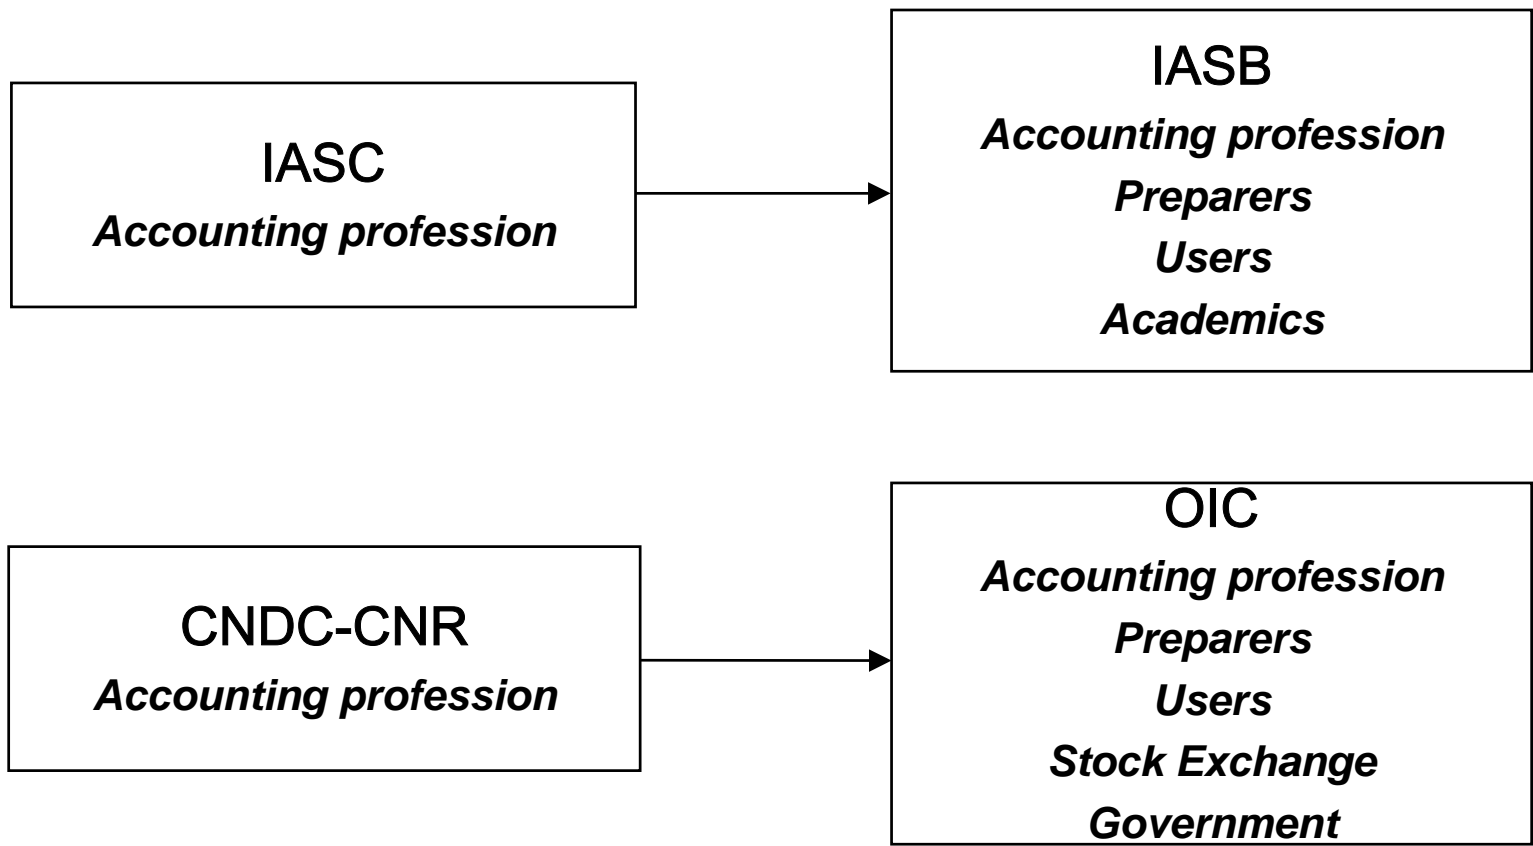 IASC
Accounting profession
IASB
Accounting profession
Preparers
Users
Academics
CNDC-CNR
Accounting profession
OIC
Accounting profession
Preparers
Users
Stock Exchange
Government